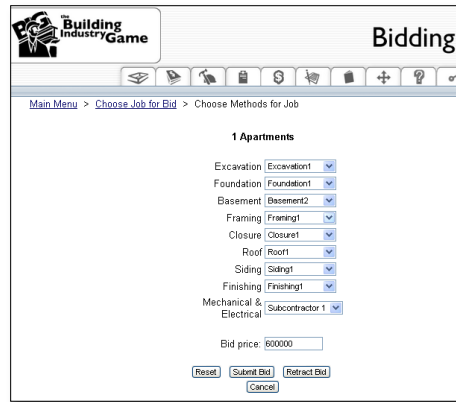 the
Building
IndustryGame
Bidding
Main Menu > Choose Job for Bid > Choose Methods for Job
1 Apartments
Excavation Excavation1
Foundation Foundation1
Basement Basement2
Framing Framing1
Closure Closure1
Roof Roof1
Siding Siding1
Finishing Finishing1
Mechanical & Electrical Subcontractor 1
Bid price: 600000
Reset Submit Bid Retract Bid
Cancel